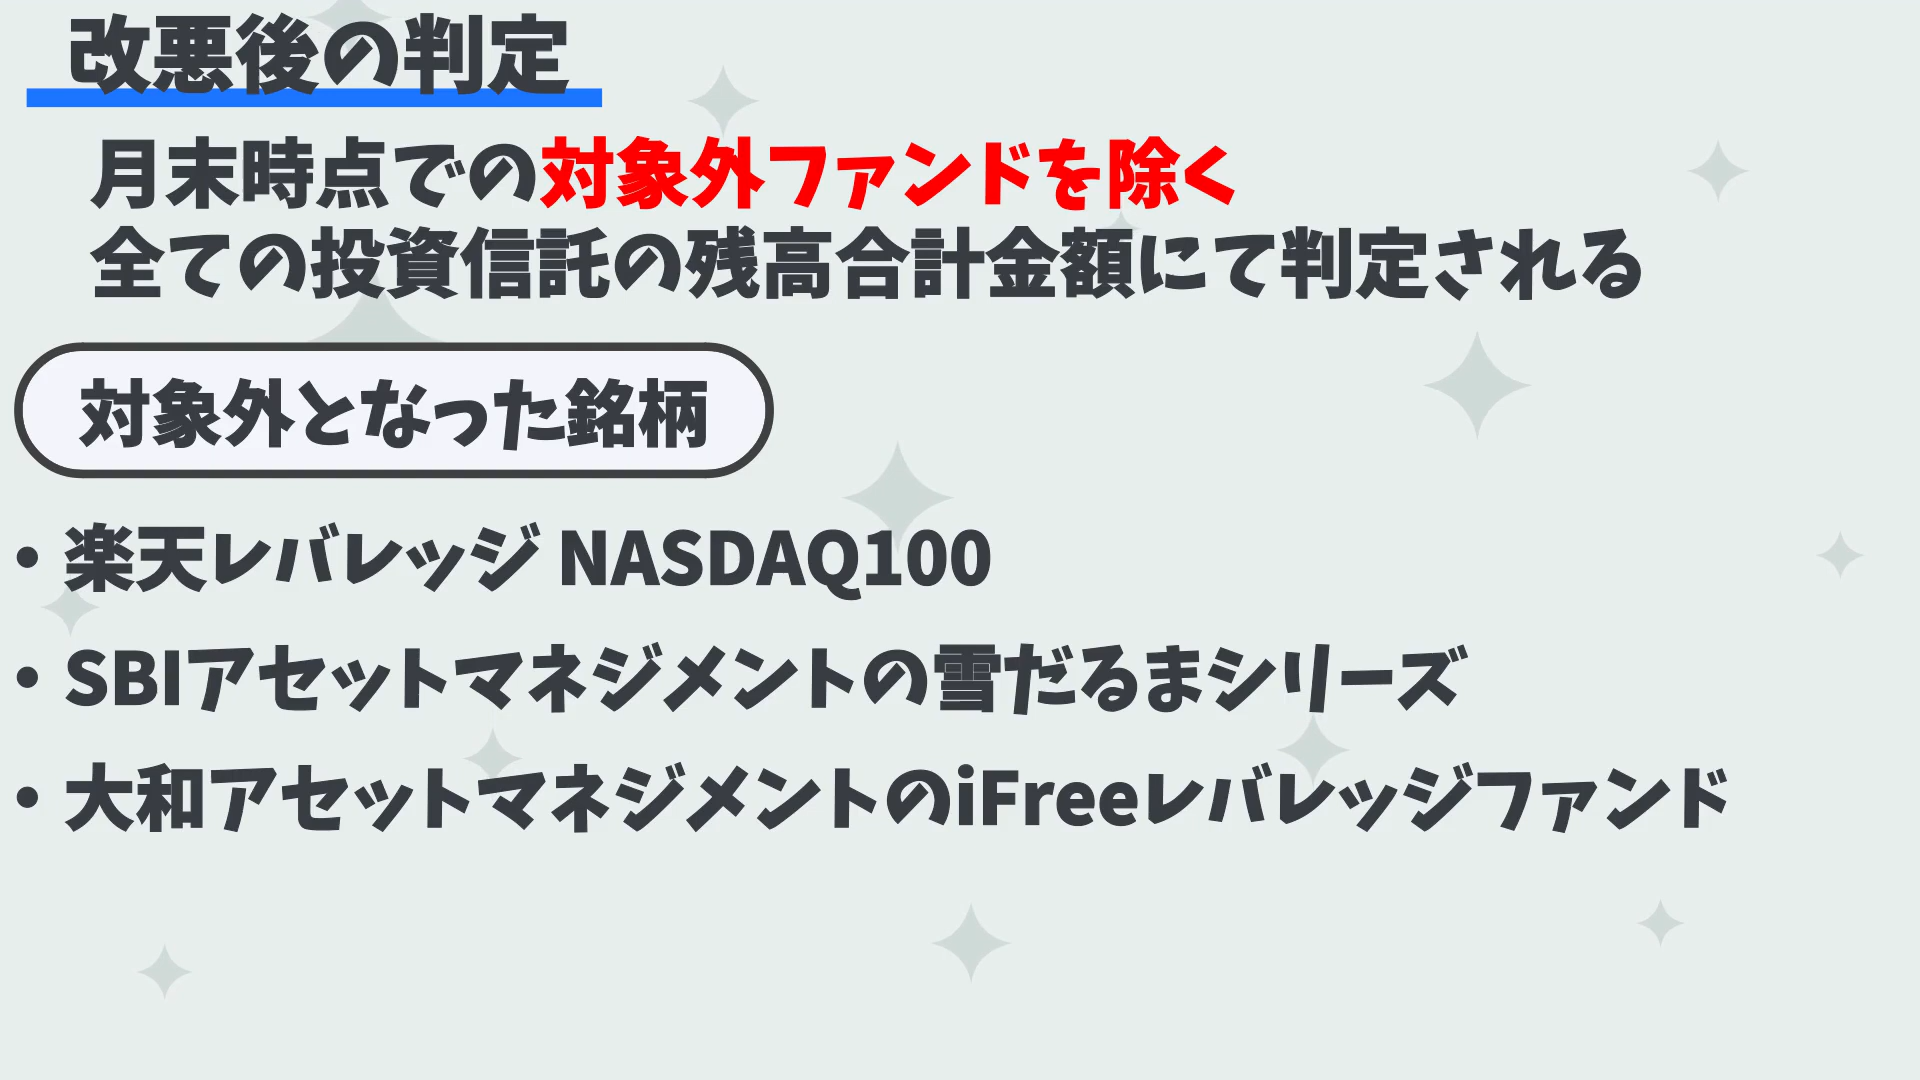 改悪後の判定
月末時点での対象外ファンドを除く
全ての投資信託の残高合計金額にて判定される
対象外となった銘柄
・楽天レバレッジ NASDAQ100
・SBIアセットマネジメントの雪だるまシリーズ
・大和アセットマネジメントのiFreeレバレッジファンド